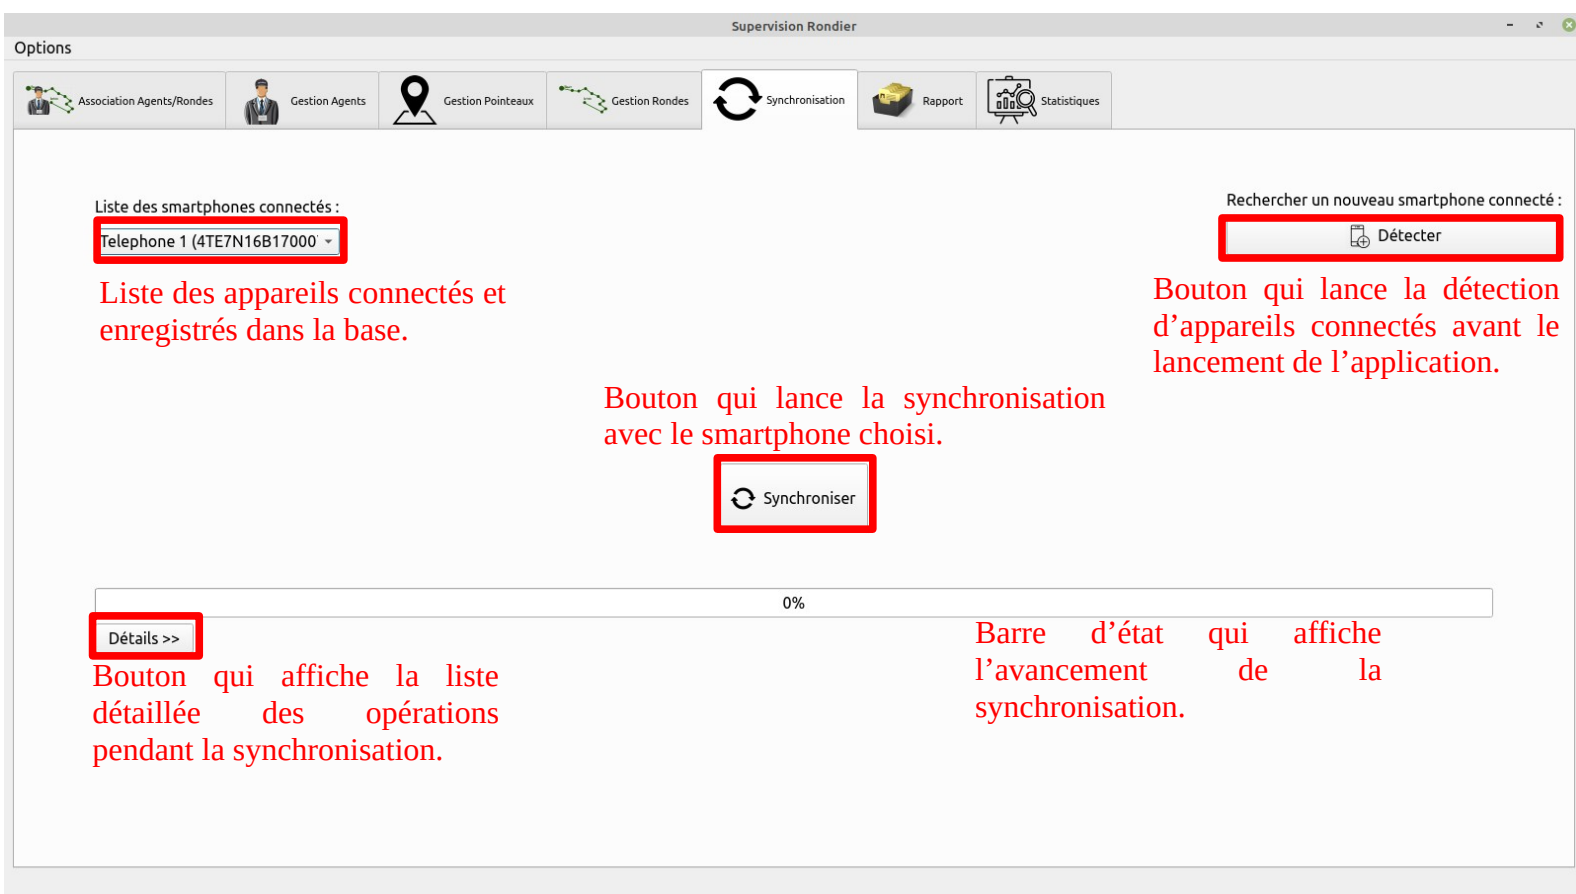 Supervision Rondier
Options
Association Agents/Rondes
Gestion Agents
Gestion Pointeaux
Gestion Rondes
Synchronisation
Rapport
Statistiques
Liste des smartphones connectés :
Telephone 1 (4TE7N16B17000
Liste des appareils connectés et
enregistrés dans la base.
Rechercher un nouveau smartphone connecté :
Détecter
Bouton qui lance la détection
d’appareils connectés avant le
lancement de l’application.
Bouton qui lance la synchronisation
avec le smartphone choisi.
Synchroniser
0%
Détails >>
Bouton qui affiche la liste
détaillée des opérations
pendant la synchronisation.
Barre d’état qui affiche
l’avancement de la
synchronisation.